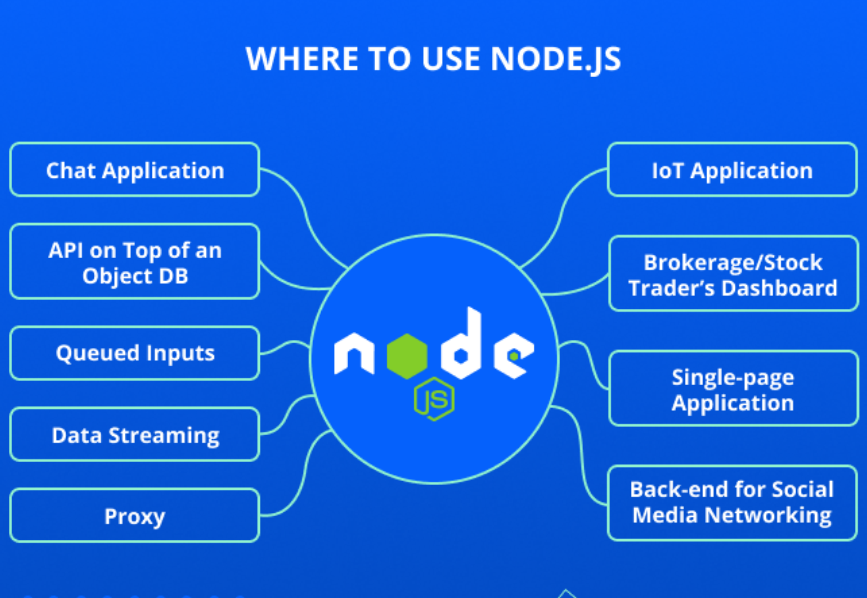 WHERE TO USE NODE.JS
Chat Application
API on Top of an
Object DB
Queued Inputs
Data Streaming
Proxy
node
JS
IoT Application
Brokerage/Stock
Trader's Dashboard
Single-page
Application
Back-end for Social
Media Networking